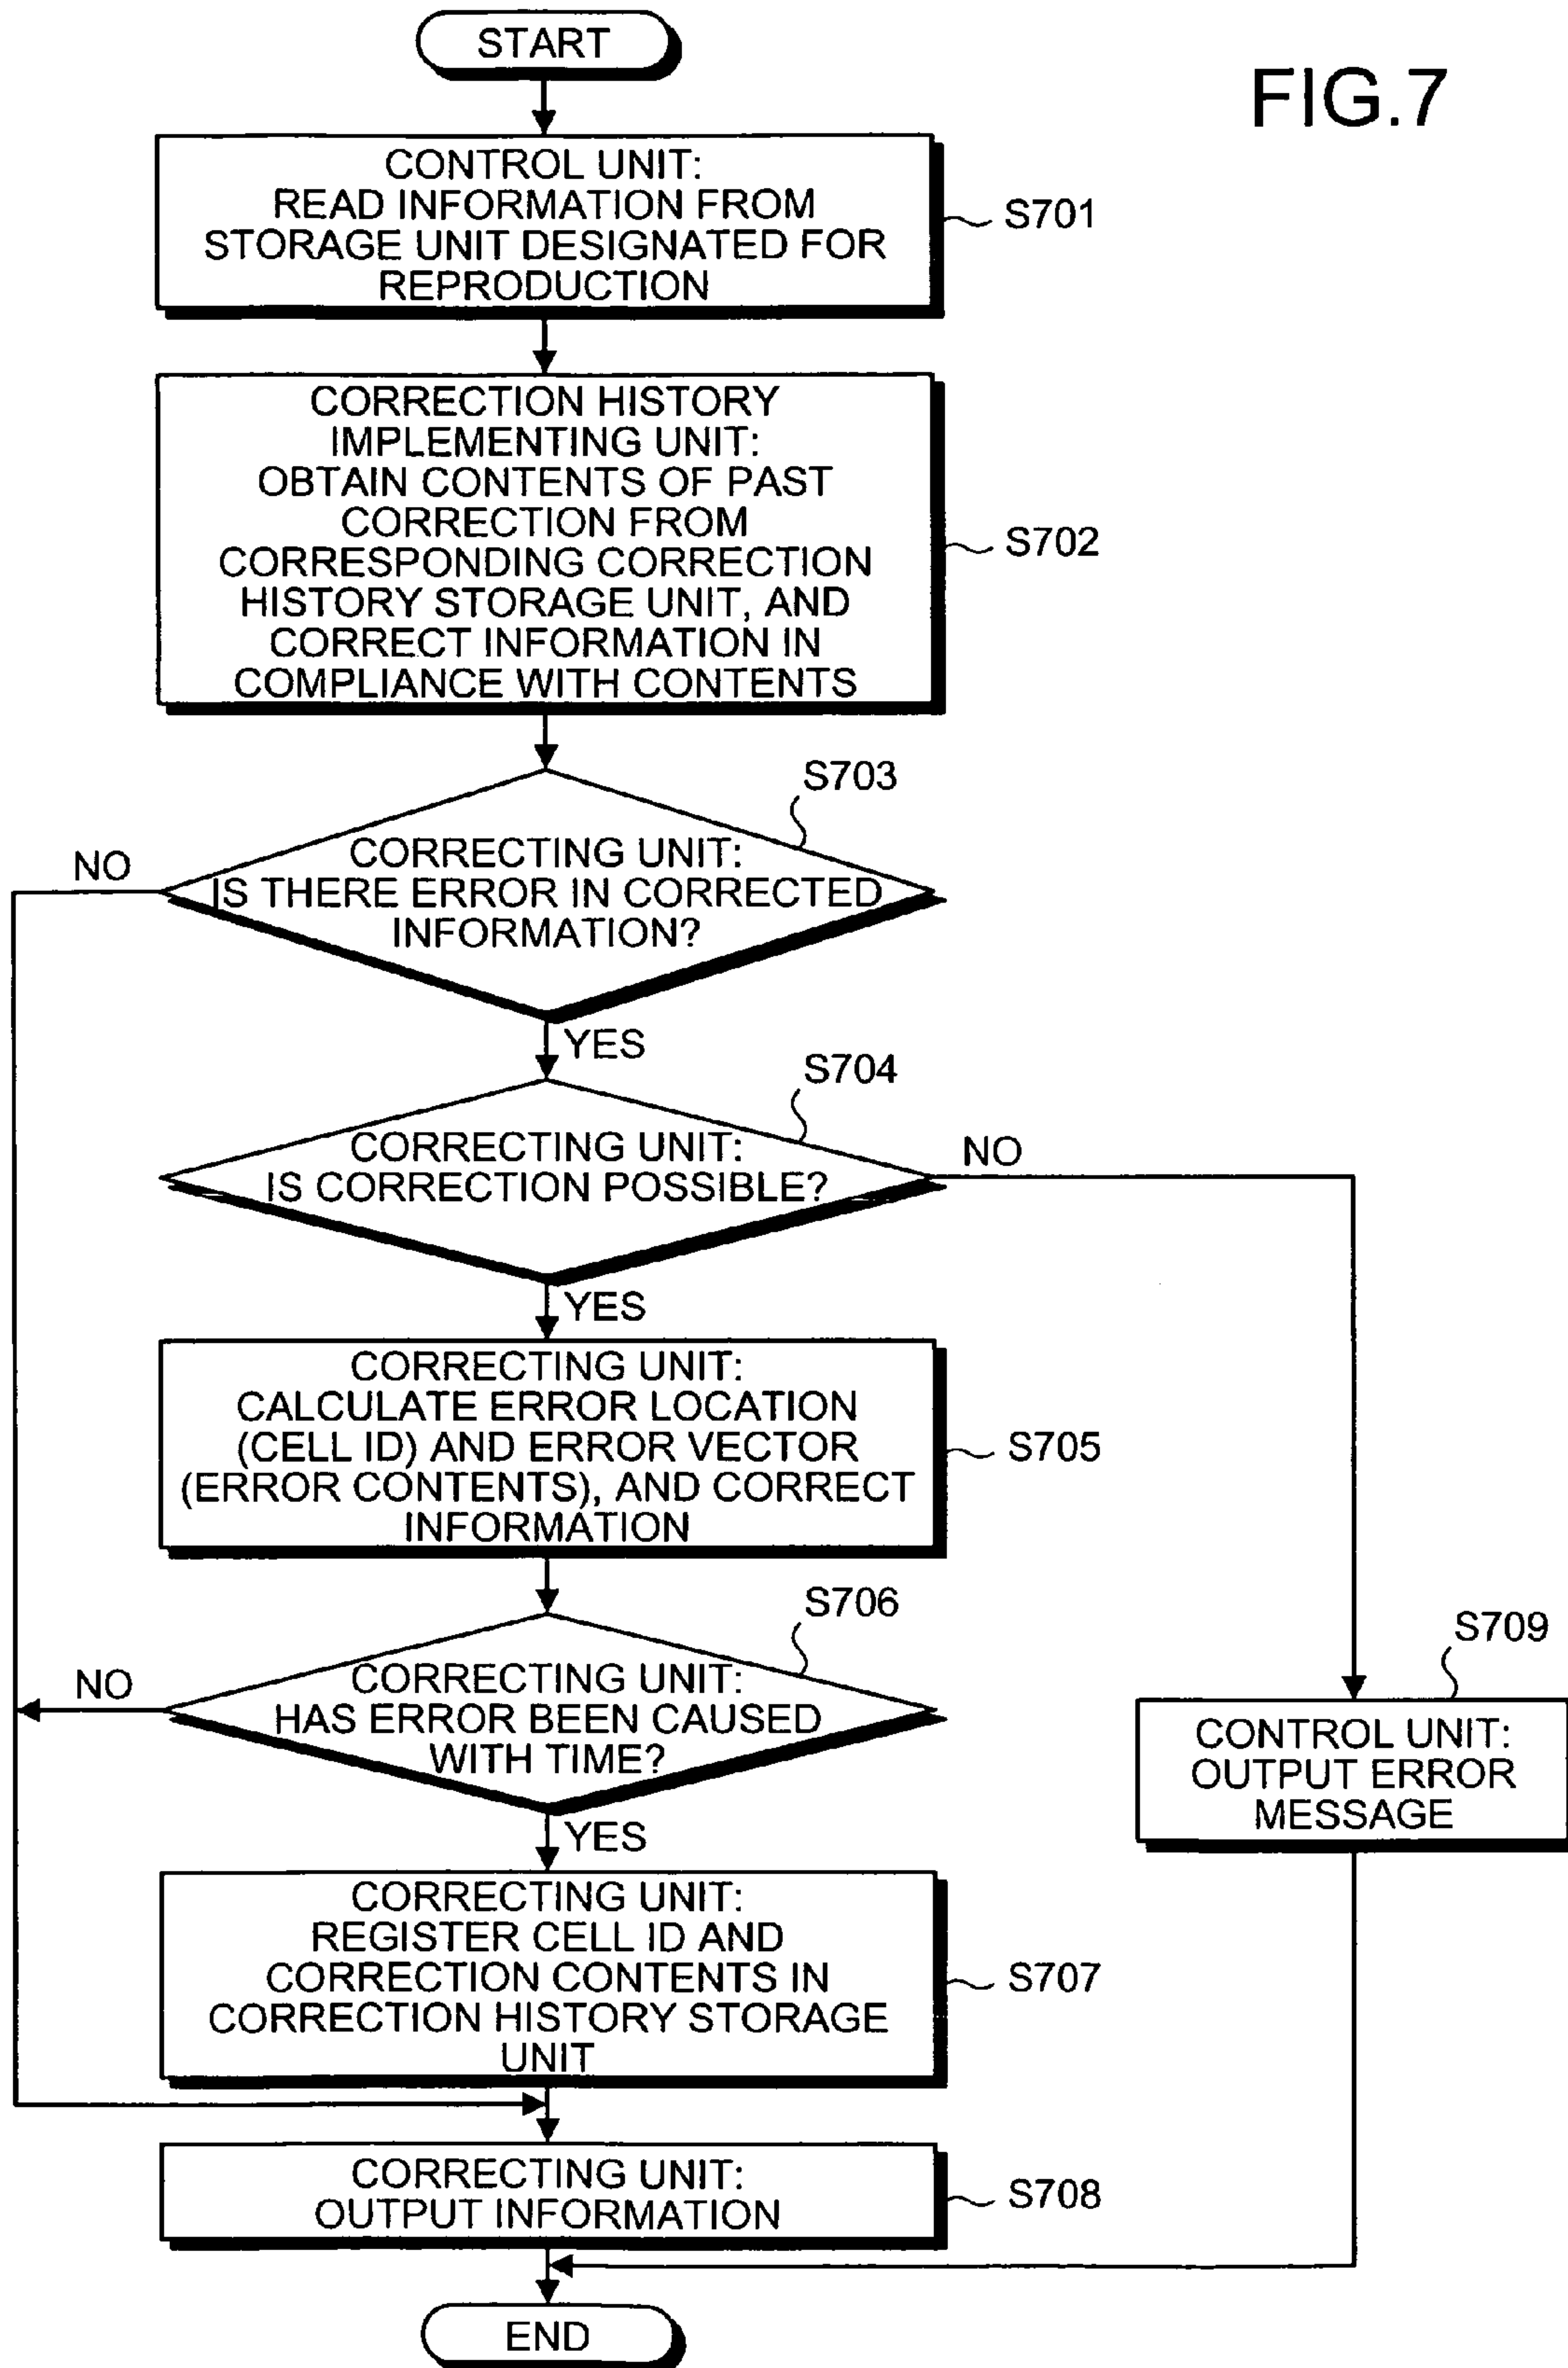 START
FIG.7
CONTROL UNIT:
READ INFORMATION FROM
STORAGE UNIT DESIGNATED FOR
REPRODUCTION
S701
CORRECTION HISTORY
IMPLEMENTING UNIT:
OBTAIN CONTENTS OF PAST
CORRECTION FROM
CORRESPONDING CORRECTION
HISTORY STORAGE UNIT, AND
CORRECT INFORMATION IN
COMPLIANCE WITH CONTENTS
S702
S703
NO
CORRECTING UNIT:
IS THERE ERROR IN CORRECTED
INFORMATION?
YES
S704
CORRECTING UNIT:
IS CORRECTION POSSIBLE?
NO
YES
CORRECTING UNIT:
CALCULATE ERROR LOCATION
(CELL ID) AND ERROR VECTOR
(ERROR CONTENTS), AND CORRECT
INFORMATION
S705
S706
NO
CORRECTING UNIT:
HAS ERROR BEEN CAUSED
WITH TIME?
YES
S709
CONTROL UNIT:
OUTPUT ERROR
MESSAGE
CORRECTING UNIT:
REGISTER CELL ID AND
CORRECTION CONTENTS IN
CORRECTION HISTORY STORAGE
UNIT
S707
CORRECTING UNIT:
OUTPUT INFORMATION
S708
END